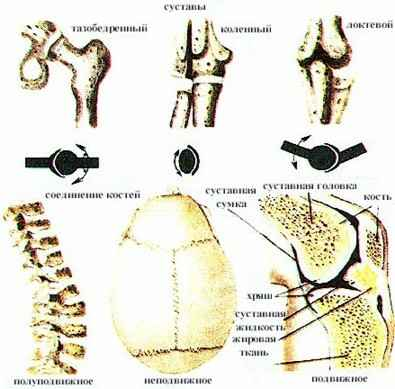 суставы
тазобедренный
коленный
локтевой
соединение костей
суставная
сумка
суставная головка
кость
хрящ
суставная
жидкость
жировая
ткань
полуподвижное
неподвижное
подвижное